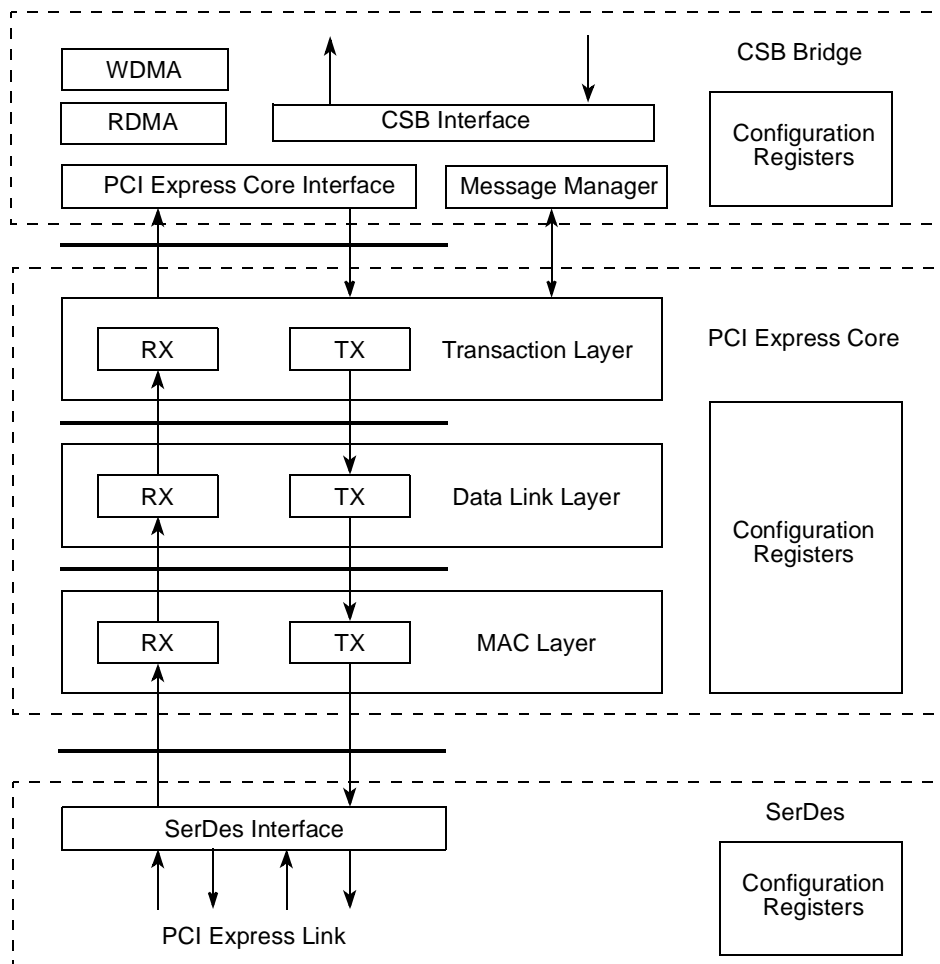 WDMA
CSB Bridge
RDMA
CSB Interface
Configuration
Registers
PCI Express Core Interface
Message Manager
RX
TX
Transaction Layer
PCI Express Core
RX
TX
Data Link Layer
Configuration
Registers
RX
TX
MAC Layer
SerDes Interface
SerDes
Configuration
Registers
PCI Express Link